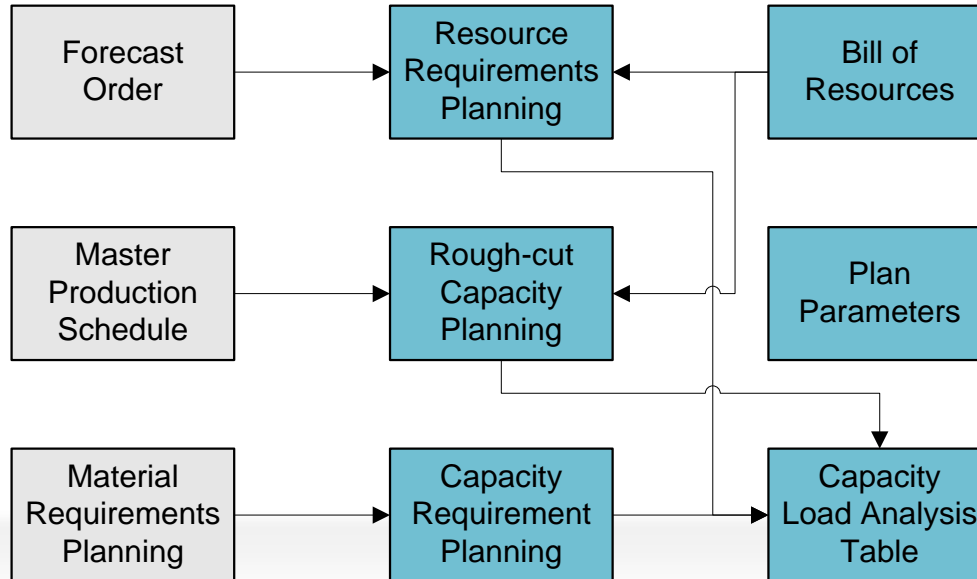 Forecast
Order
Resource
Requirements
Planning
Bill of
Resources
Master
Production
Schedule
Rough-cut
Capacity
Planning
Plan
Parameters
Material
Requirements
Planning
Capacity
Requirement
Planning
Capacity
Load Analysis
Table